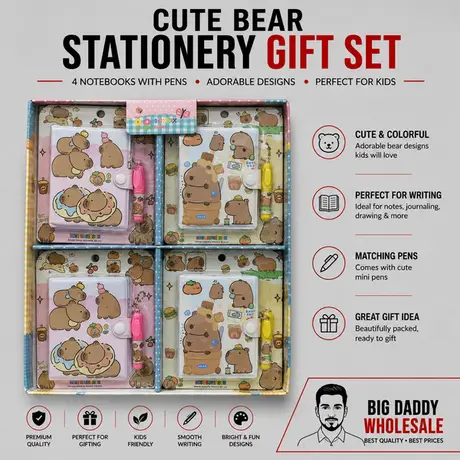 CUTE BEAR
STATIONERY GIFT SET
4 NOTEBOOKS WITH PENS • ADORABLE DESIGNS • PERFECT FOR KIDS
CUTE & COLORFUL
Adorable bear designs
kids will love
PERFECT FOR WRITING
Ideal for notes, journaling,
drawing & more
MATCHING PENS
Comes with cute
mini pens
GREAT GIFT IDEA
Beautifully packed,
ready to gift
PREMIUM
QUALITY
PERFECT FOR
GIFTING
KIDS
FRIENDLY
SMOOTH
WRITING
BRIGHT & FUN
DESIGNS
BIG DADDY
WHOLESALE
BEST QUALITY • BEST PRICES